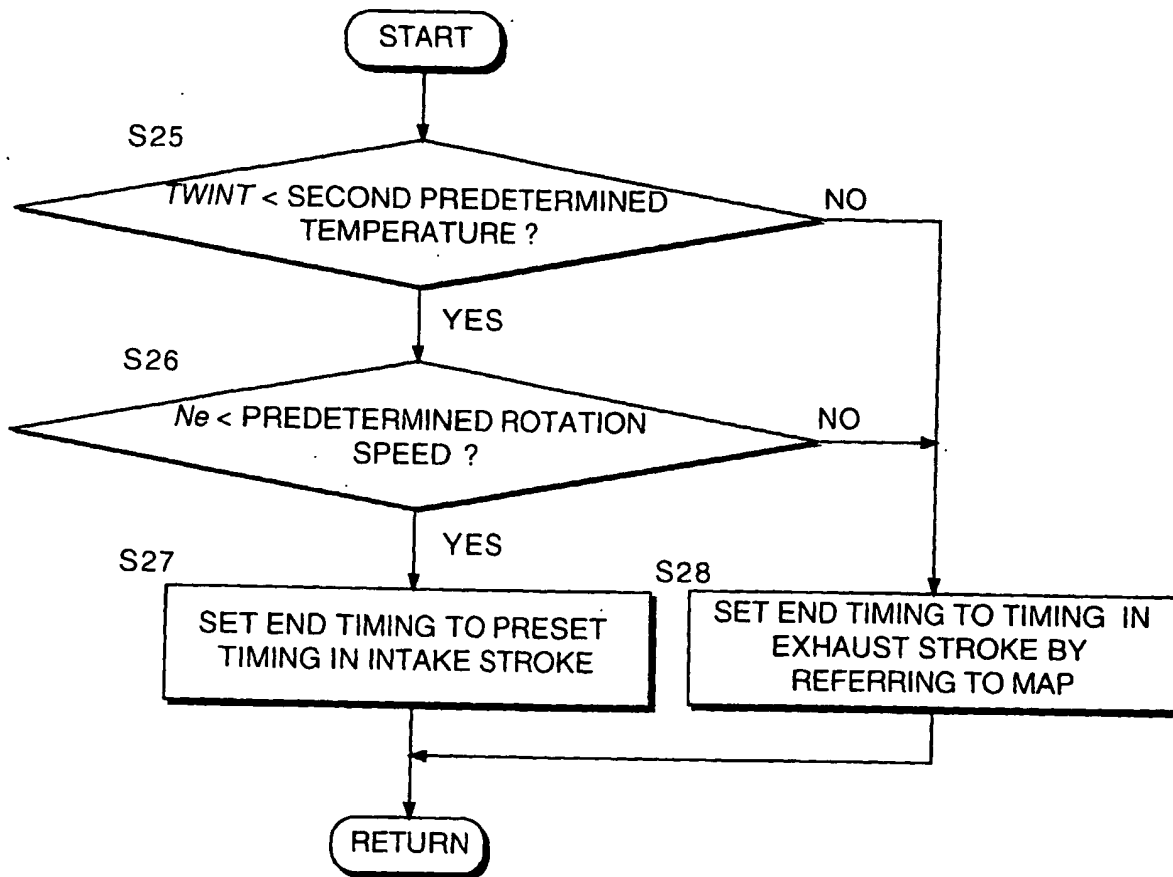 START
S25
TWINT < SECOND PREDETERMINED
TEMPERATURE ?
NO
YES
S26
Ne < PREDETERMINED ROTATION
SPEED ?
NO
YES
S27
SET END TIMING TO PRESET
TIMING IN INTAKE STROKE
S28
SET END TIMING TO TIMING IN
EXHAUST STROKE BY
REFERRING TO MAP
RETURN